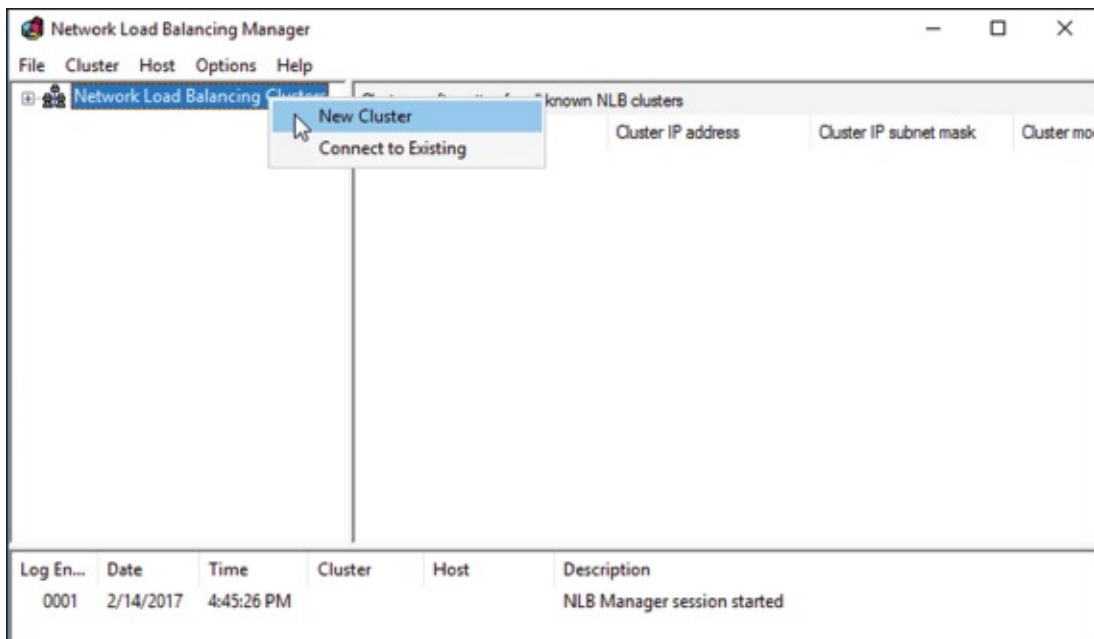 Network Load Balancing Manager
File Cluster Host Options Help
Network Load Balancing Clusters
known NLB clusters
New Cluster
Connect to Existing
Cluster IP address Cluster IP subnet mask Cluster mo
Log En... Date Time Cluster Host Description
0001 2/14/2017 4:45:26 PM NLB Manager session started